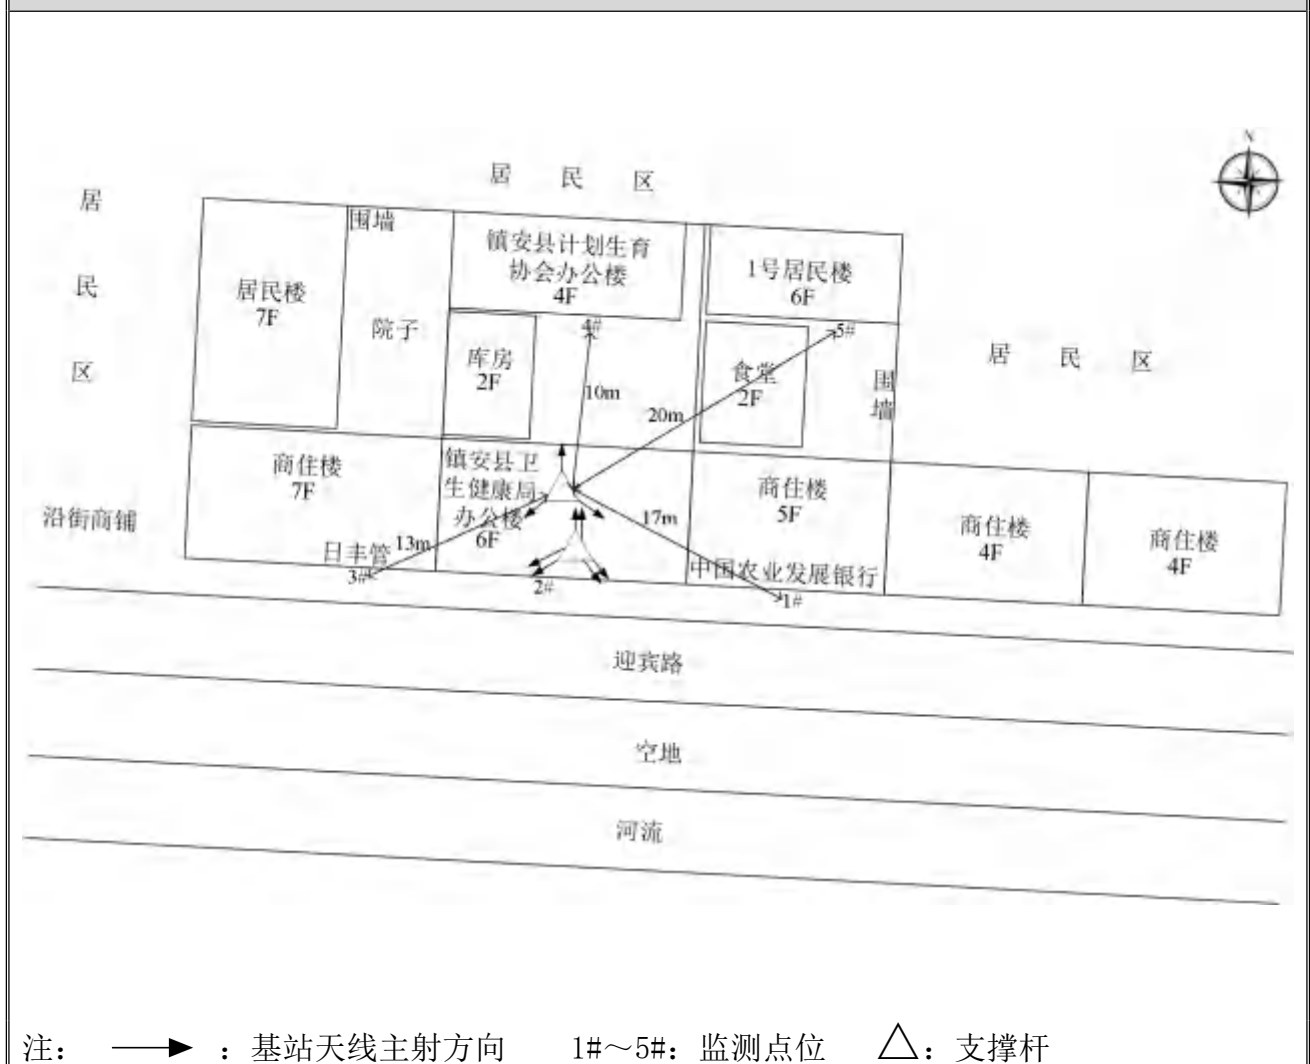 N
居 民 区
居
民
区
围墙
镇安县计划生育
协会办公楼
4F
1号居民楼
6F
居民楼
7F
院子
库房
2F
4#
5#
食堂
2F
围
墙
居 民 区
10m
20m
商住楼
7F
镇安县卫
生健康局
办公楼
6F
商住楼
5F
17m
13m
沿街商铺
日丰管
3#
2#
中国农业发展银行
1#
商住楼
4F
商住楼
4F
迎宾路
空地
河流
注： ：基站天线主射方向 1#～5#：监测点位 △：支撑杆